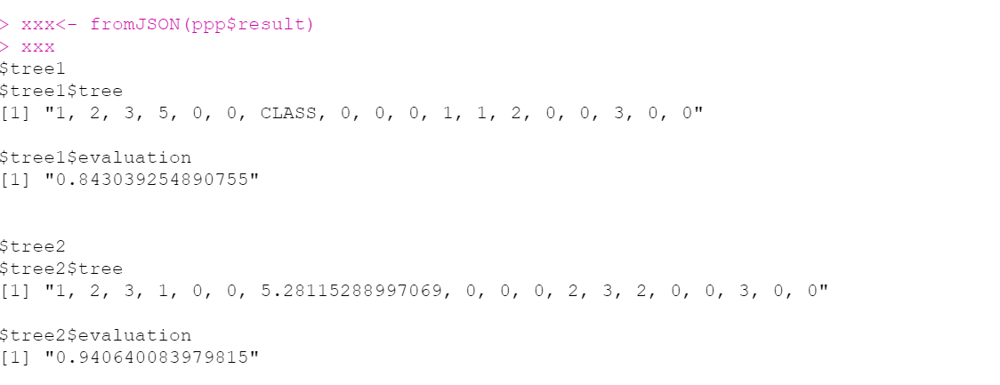 > xxx<- fromJSON(ppp$result)
> xxx
$tree1
$tree1$tree
[1] "1, 2, 3, 5, 0, 0, CLASS, 0, 0, 0, 1, 1, 2, 0, 0, 3, 0, 0"
$tree1$evaluation
[1] "0.843039254890755"
$tree2
$tree2$tree
[1] "1, 2, 3, 1, 0, 0, 5.28115288997069, 0, 0, 0, 2, 3, 2, 0, 0, 3, 0, 0"
$tree2$evaluation
[1] "0.940640083979815"